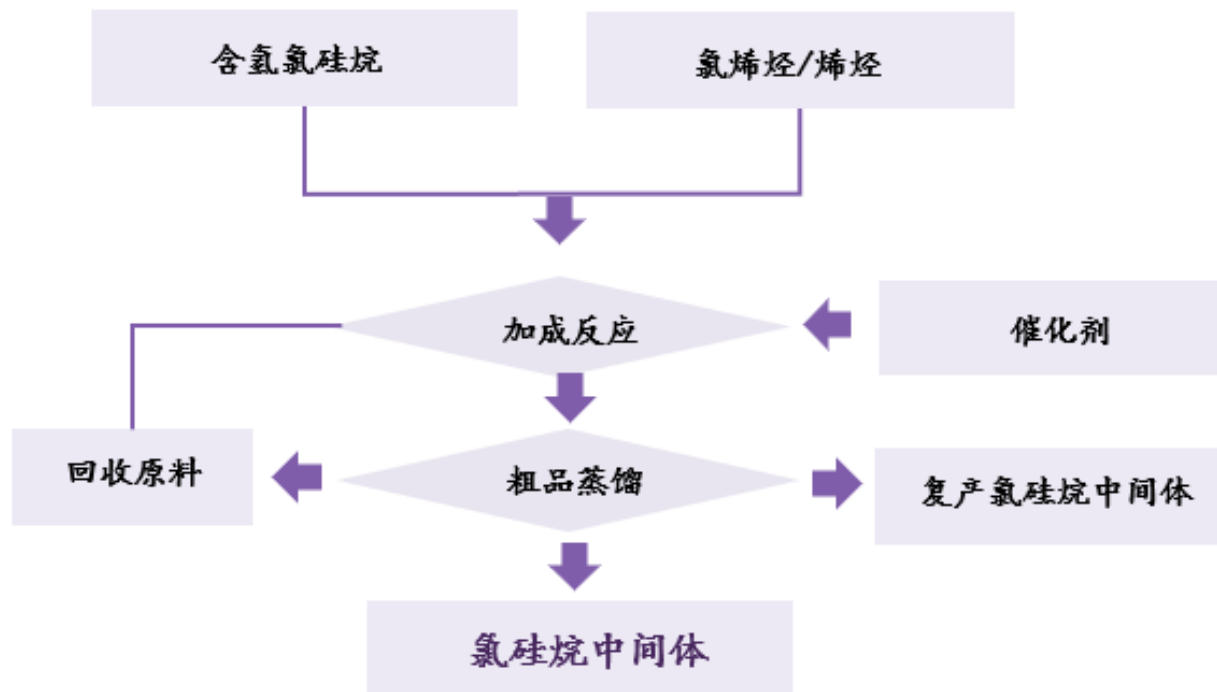 含氢氯硅烷
氯烯烃/烯烃
加成反应
催化剂
回收原料
粗品蒸馏
复产氯硅烷中间体
氯硅烷中间体